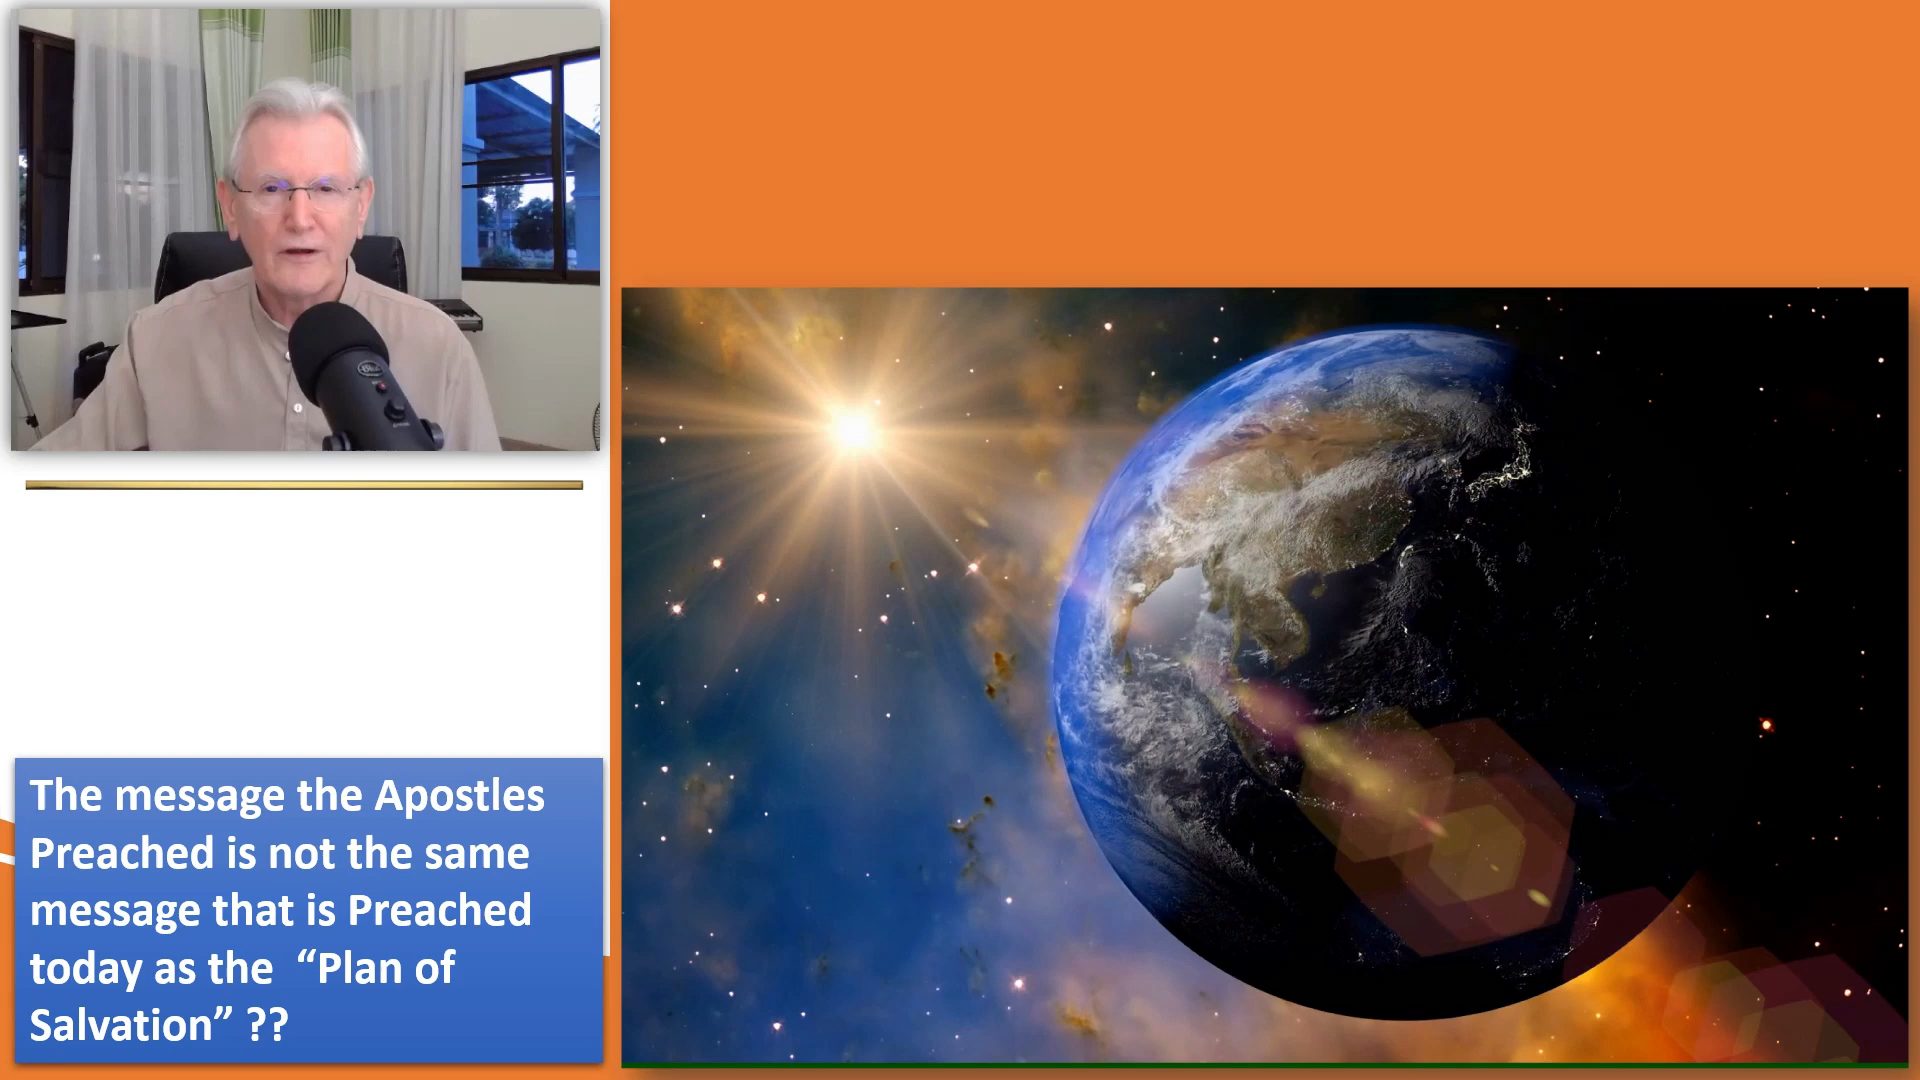 The message the Apostles
Preached is not the same
message that is Preached
today as the “Plan of
Salvation” ??